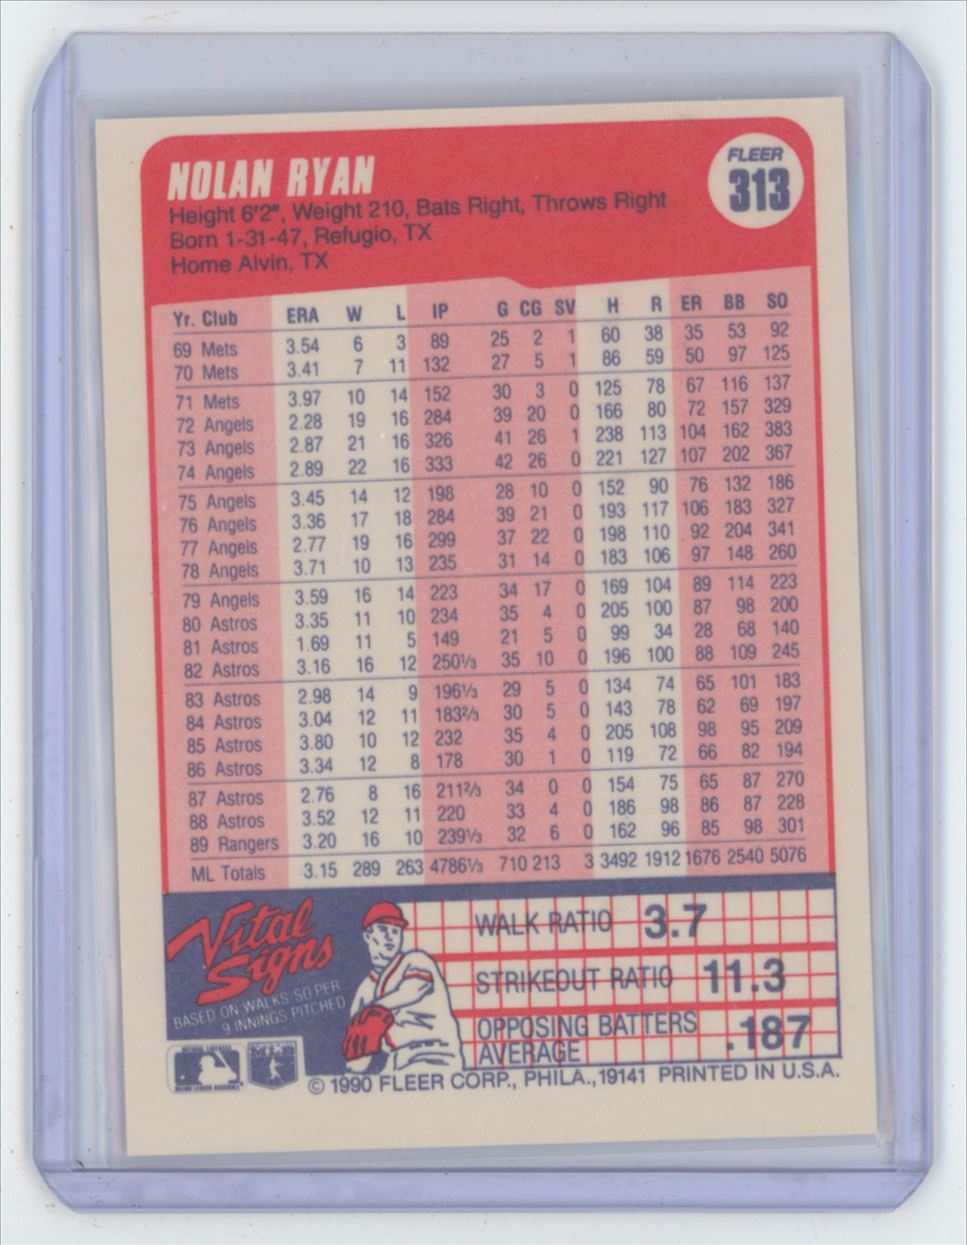 NOLAN RYAN
FLEER
313
Height 6'2", Weight 210, Bats Right, Throws Right
Born 1-31-47, Refugio, TX
Home Alvin, TX
Yr. Club ERA W L IP G CG SV H R ER BB SO
69 Mets 3.54 6 3 89 25 2 1 60 38 35 53 92
70 Mets 3.41 7 11 132 27 5 1 86 59 50 97 125
71 Mets 3.97 10 14 152 30 3 0 125 78 67 116 137
72 Angels 2.28 19 16 284 39 20 0 166 80 72 157 329
73 Angels 2.87 21 16 326 41 26 1 238 113 104 162 383
74 Angels 2.89 22 16 333 42 26 0 221 127 107 202 367
75 Angels 3.45 14 12 198 28 10 0 152 90 76 132 186
76 Angels 3.36 17 18 284 39 21 0 193 117 106 183 327
77 Angels 2.77 19 16 299 37 22 0 198 110 92 204 341
78 Angels 3.71 10 13 235 31 14 0 183 106 97 148 260
79 Angels 3.59 16 14 223 34 17 0 169 104 89 114 223
80 Astros 3.35 11 10 234 35 4 0 205 100 87 98 200
81 Astros 1.69 11 5 149 21 5 0 99 34 28 68 140
82 Astros 3.16 16 12 250⅓ 35 10 0 196 100 88 109 245
83 Astros 2.98 14 9 196⅓ 29 5 0 134 74 65 101 183
84 Astros 3.04 12 11 183⅔ 30 5 0 143 78 62 69 197
85 Astros 3.80 10 12 232 35 4 0 205 108 98 95 209
86 Astros 3.34 12 8 178 30 1 0 119 72 66 82 194
87 Astros 2.76 8 16 211⅔ 34 0 0 154 75 65 87 270
88 Astros 3.52 12 11 220 33 4 0 186 98 86 87 228
89 Rangers 3.20 16 10 239⅓ 32 6 0 162 96 85 98 301
ML Totals 3.15 289 263 4786⅓ 710 213 3 3492 1912 1676 2540 5076
Vital
Signs
BASED ON WALKS, SO PER
9 INNINGS PITCHED
WALK RATIO 3.7
STRIKEOUT RATIO 11.3
OPPOSING BATTERS
AVERAGE .187
© 1990 FLEER CORP., PHILA., 19141 PRINTED IN U.S.A.